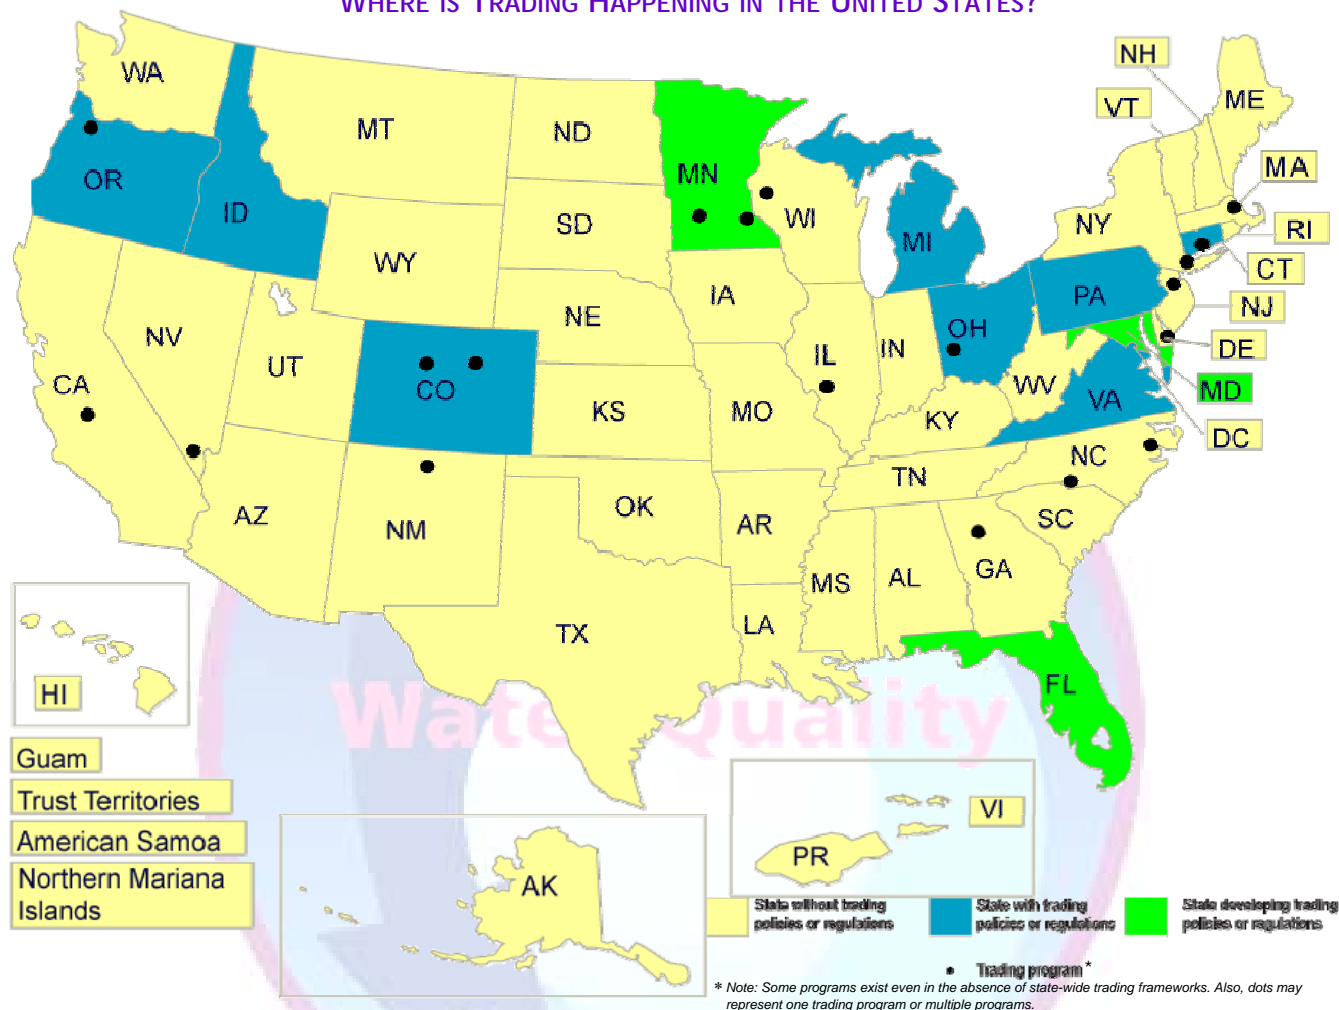 WHERE IS TRADING HAPPENING IN THE UNITED STATES?
NH
WA
VT
ME
MT
ND
MN
OR
MA
ID
SD
WI
NY
RI
MI
WY
CT
IA
PA
NE
NJ
NV
OH
UT
IL
IN
DE
CA
CO
WV
MD
KS
MO
VA
KY
DC
NC
TN
AZ
NM
OK
AR
SC
MS
AL
GA
TX
LA
HI
FL
Water Quality
Guam
Trust Territories
American Samoa
Northern Mariana
Islands
VI
PR
AK
State without trading
policies or regulations
State with trading
policies or regulations
State developing trading
policies or regulations
Trading program *
* Note: Some programs exist even in the absence of state-wide trading frameworks. Also, dots may
represent one trading program or multiple programs.